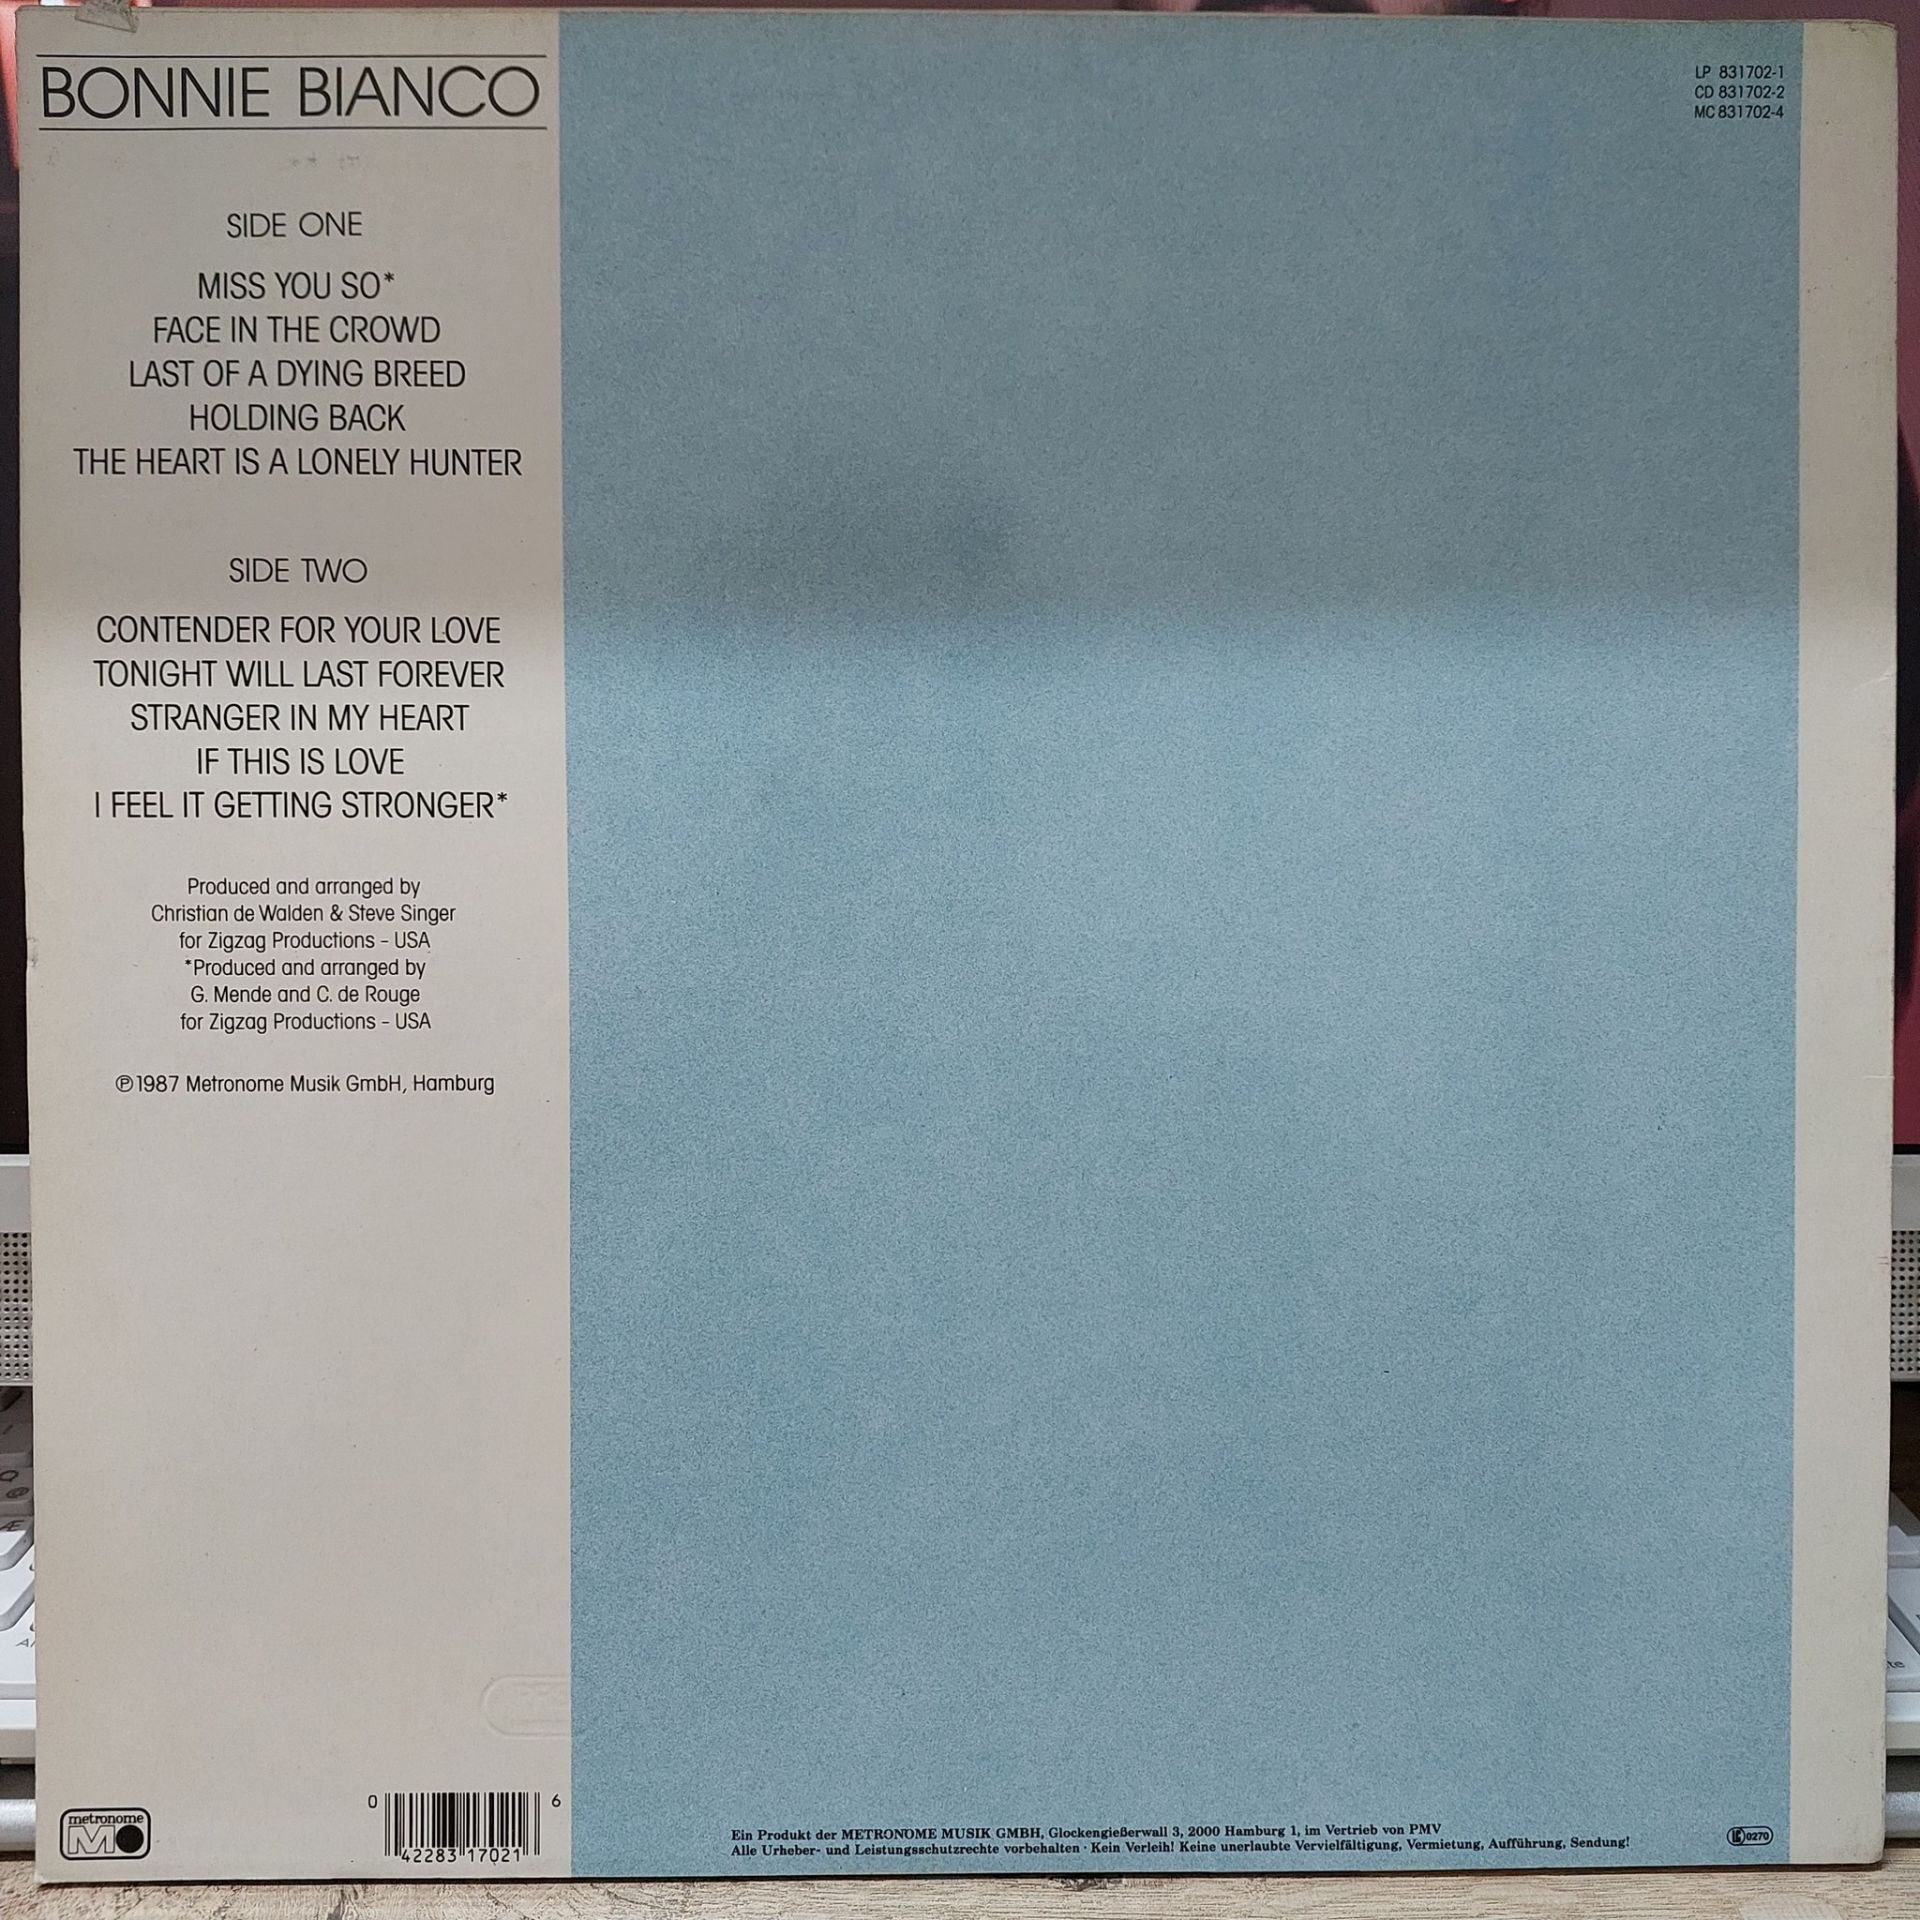 BONNIE BIANCO
SIDE ONE
MISS YOU SO*
FACE IN THE CROWD
LAST OF A DYING BREED
HOLDING BACK
THE HEART IS A LONELY HUNTER
SIDE TWO
CONTENDER FOR YOUR LOVE
TONIGHT WILL LAST FOREVER
STRANGER IN MY HEART
IF THIS IS LOVE
I FEEL IT GETTING STRONGER*
Produced and arranged by
Christian de Walden & Steve Singer
for Zigzag Productions - USA
*Produced and arranged by
G. Mende and C. de Rouge
for Zigzag Productions - USA
℗1987 Metronome Musik GmbH, Hamburg
metronome
M
0 42283 17021 6
LP 831702-1
CD 831702-2
MC 831702-4
Ein Produkt der METRONOME MUSIK GMBH, Glockengießerwall 3, 2000 Hamburg 1, im Vertrieb von PMV
Alle Urheber- und Leistungsschutzrechte vorbehalten · Kein Verleih! Keine unerlaubte Vervielfältigung, Vermietung, Aufführung, Sendung!
LC 0270